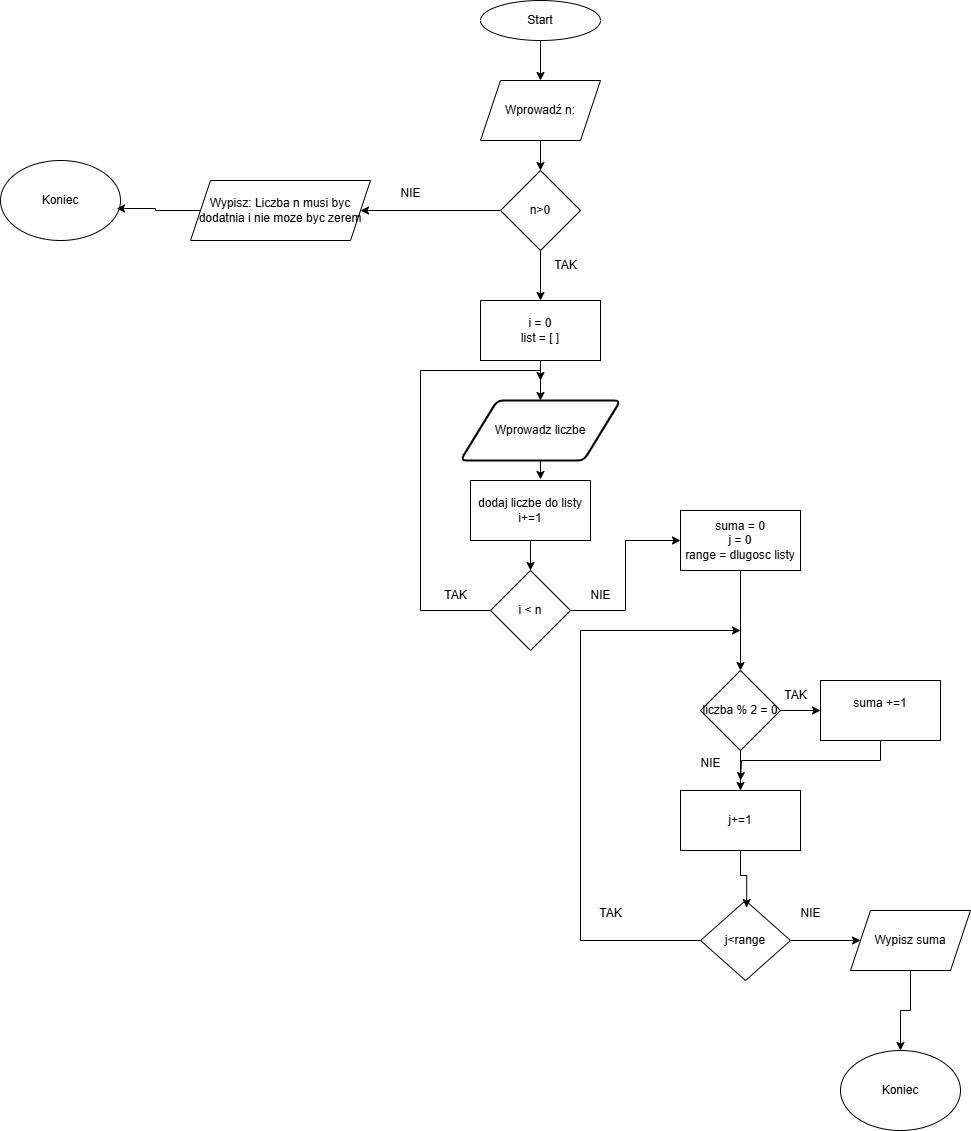 Start
Wprowadź n:
n>0
NIE
Wypisz: Liczba n musi byc
dodatnia i nie moze byc zerem
Koniec
TAK
i = 0
list = [ ]
Wprowadz liczbe
dodaj liczbe do listy
i+=1
i < n
TAK
NIE
suma = 0
j = 0
range = dlugosc listy
liczba % 2 = 0
TAK
suma +=1
NIE
j+=1
j<range
TAK
NIE
Wypisz suma
Koniec